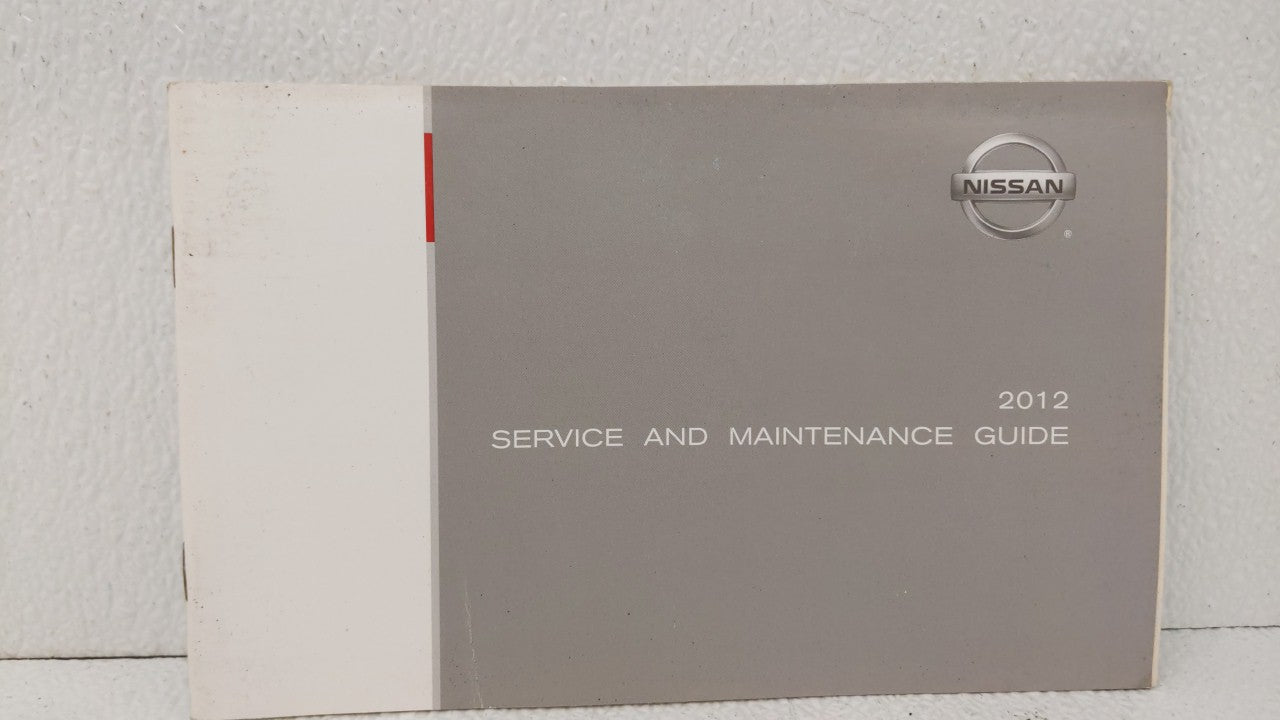 NISSAN
®
2012
SERVICE AND MAINTENANCE GUIDE